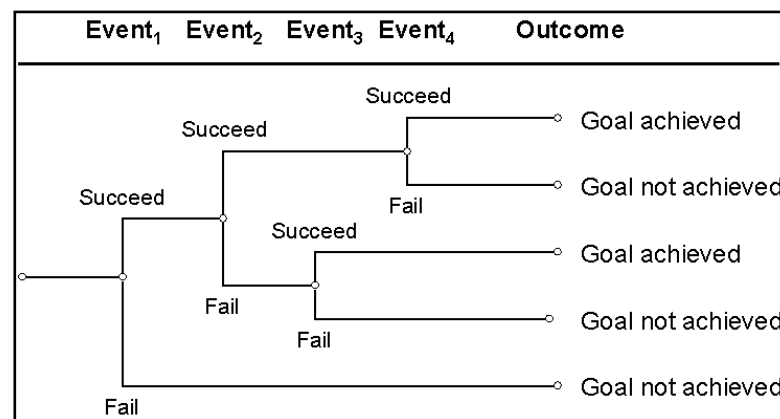 Event₁ Event₂ Event₃ Event₄ Outcome
Succeed
Goal achieved
Succeed
Goal not achieved
Succeed
Fail
Succeed
Goal achieved
Fail
Goal not achieved
Fail
Goal not achieved
Fail